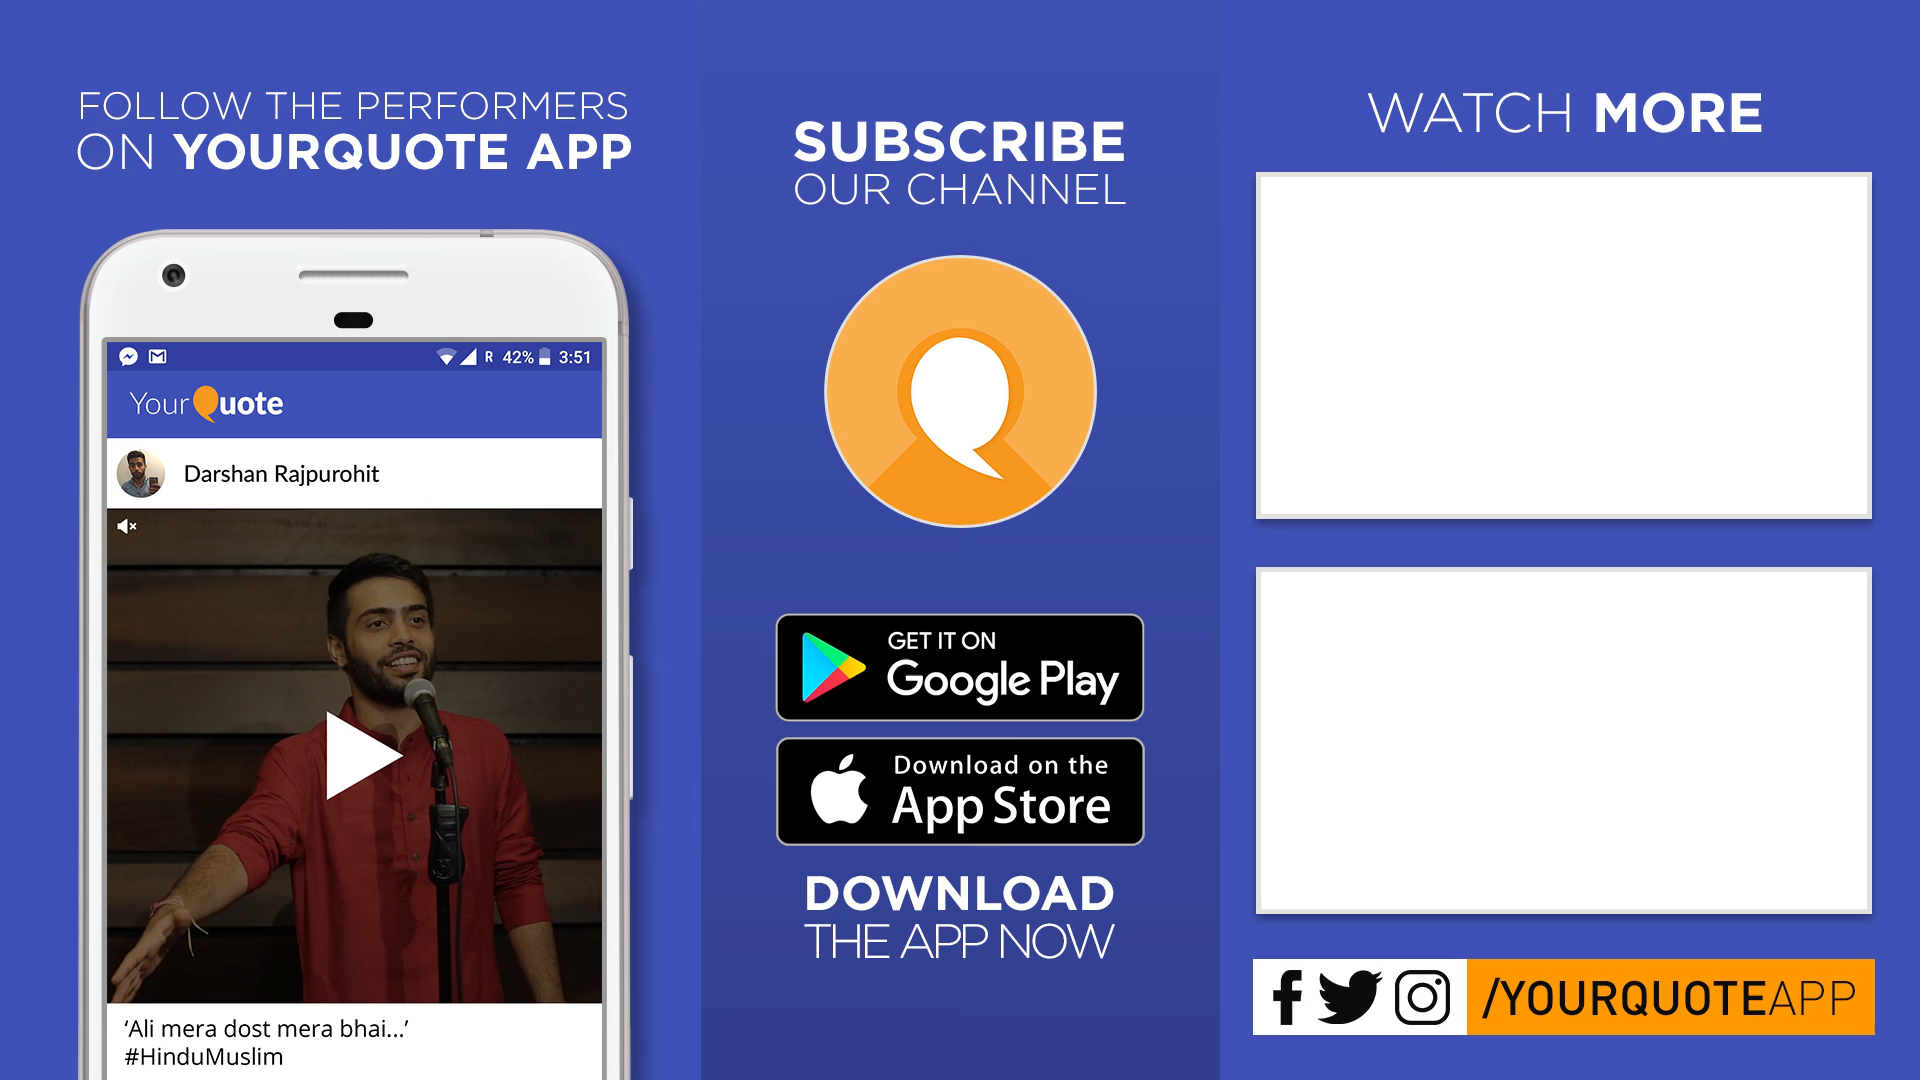 FOLLOW THE PERFORMERS
ON YOURQUOTE APP
R 42% 3:51
YourQuote
Darshan Rajpurohit
‘Ali mera dost mera bhai...’
#HinduMuslim
SUBSCRIBE
OUR CHANNEL
GET IT ON
Google Play
Download on the
App Store
DOWNLOAD
THE APP NOW
WATCH MORE
/YOURQUOTEAPP